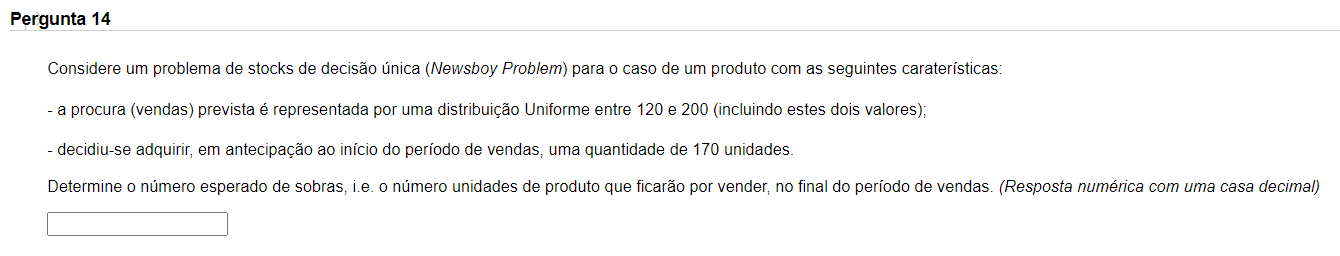 Pergunta 14
Considere um problema de stocks de decisão única (Newsboy Problem) para o caso de um produto com as seguintes caraterísticas:
- a procura (vendas) prevista é representada por uma distribuição Uniforme entre 120 e 200 (incluindo estes dois valores);
- decidiu-se adquirir, em antecipação ao início do período de vendas, uma quantidade de 170 unidades.
Determine o número esperado de sobras, i.e. o número unidades de produto que ficarão por vender, no final do período de vendas. (Resposta numérica com uma casa decimal)